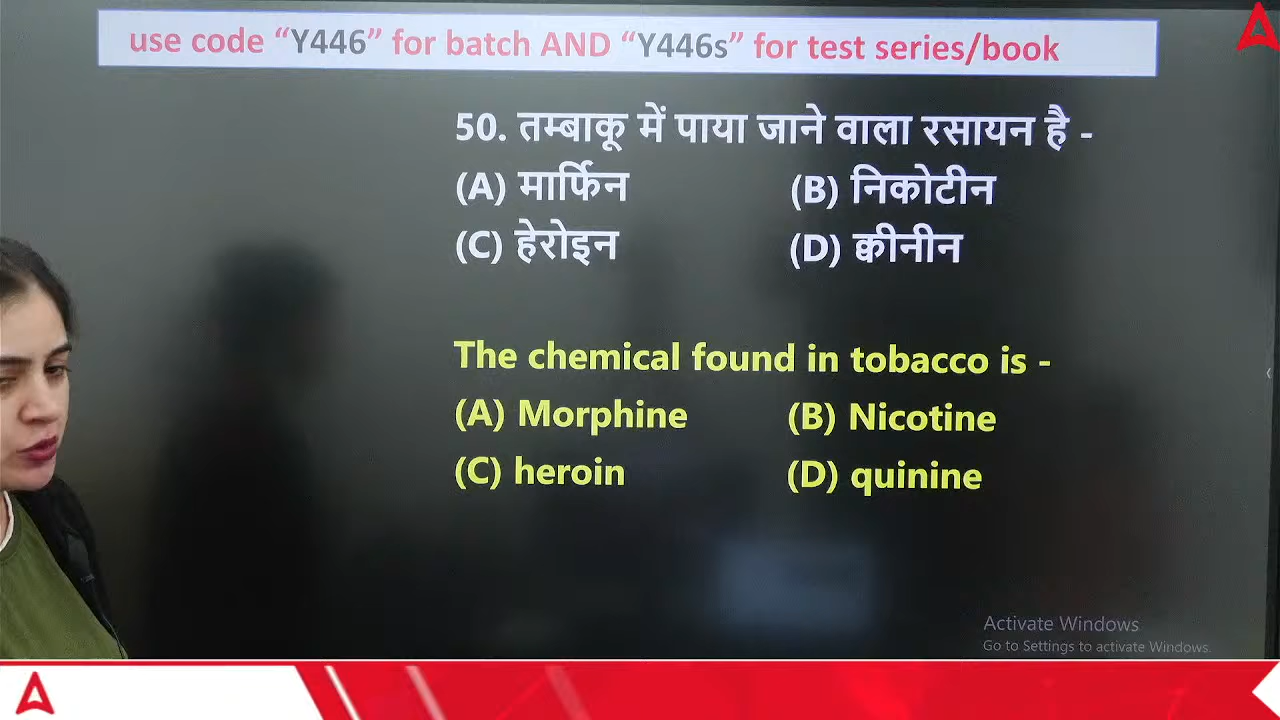 use code “Y446” for batch AND “Y446s” for test series/book
50. तम्बाकू में पाया जाने वाला रसायन है -
(A) मार्फिन (B) निकोटीन
(C) हेरोइन (D) क्वीनीन
The chemical found in tobacco is -
(A) Morphine (B) Nicotine
(C) heroin (D) quinine
Activate Windows
Go to Settings to activate Windows.